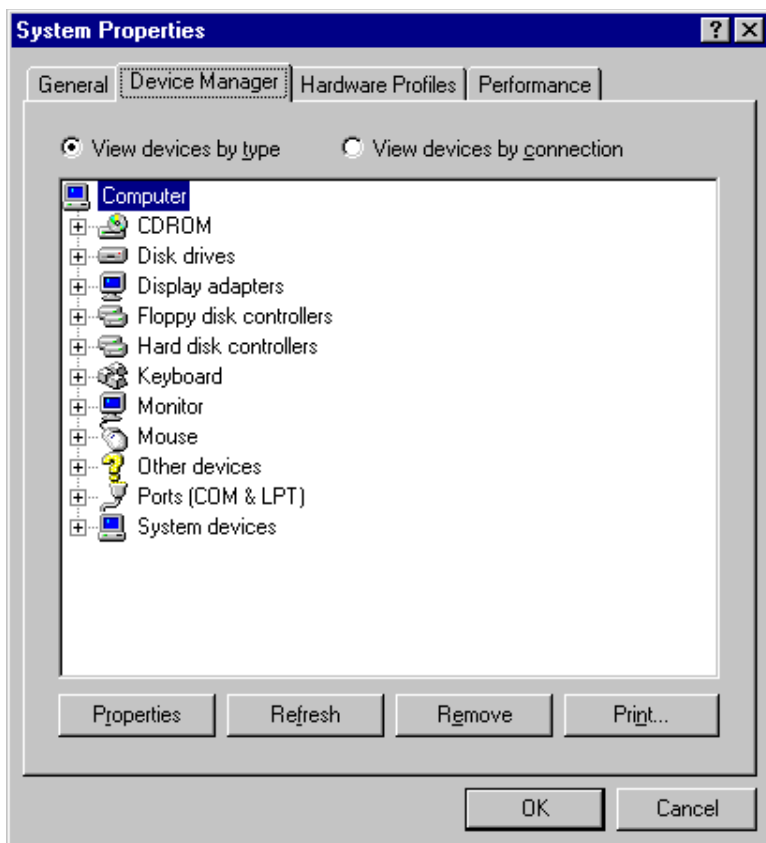 System Properties
General Device Manager Hardware Profiles Performance
View devices by type View devices by connection
Computer
CDROM
Disk drives
Display adapters
Floppy disk controllers
Hard disk controllers
Keyboard
Monitor
Mouse
Other devices
Ports (COM & LPT)
System devices
Properties Refresh Remove Print...
OK Cancel